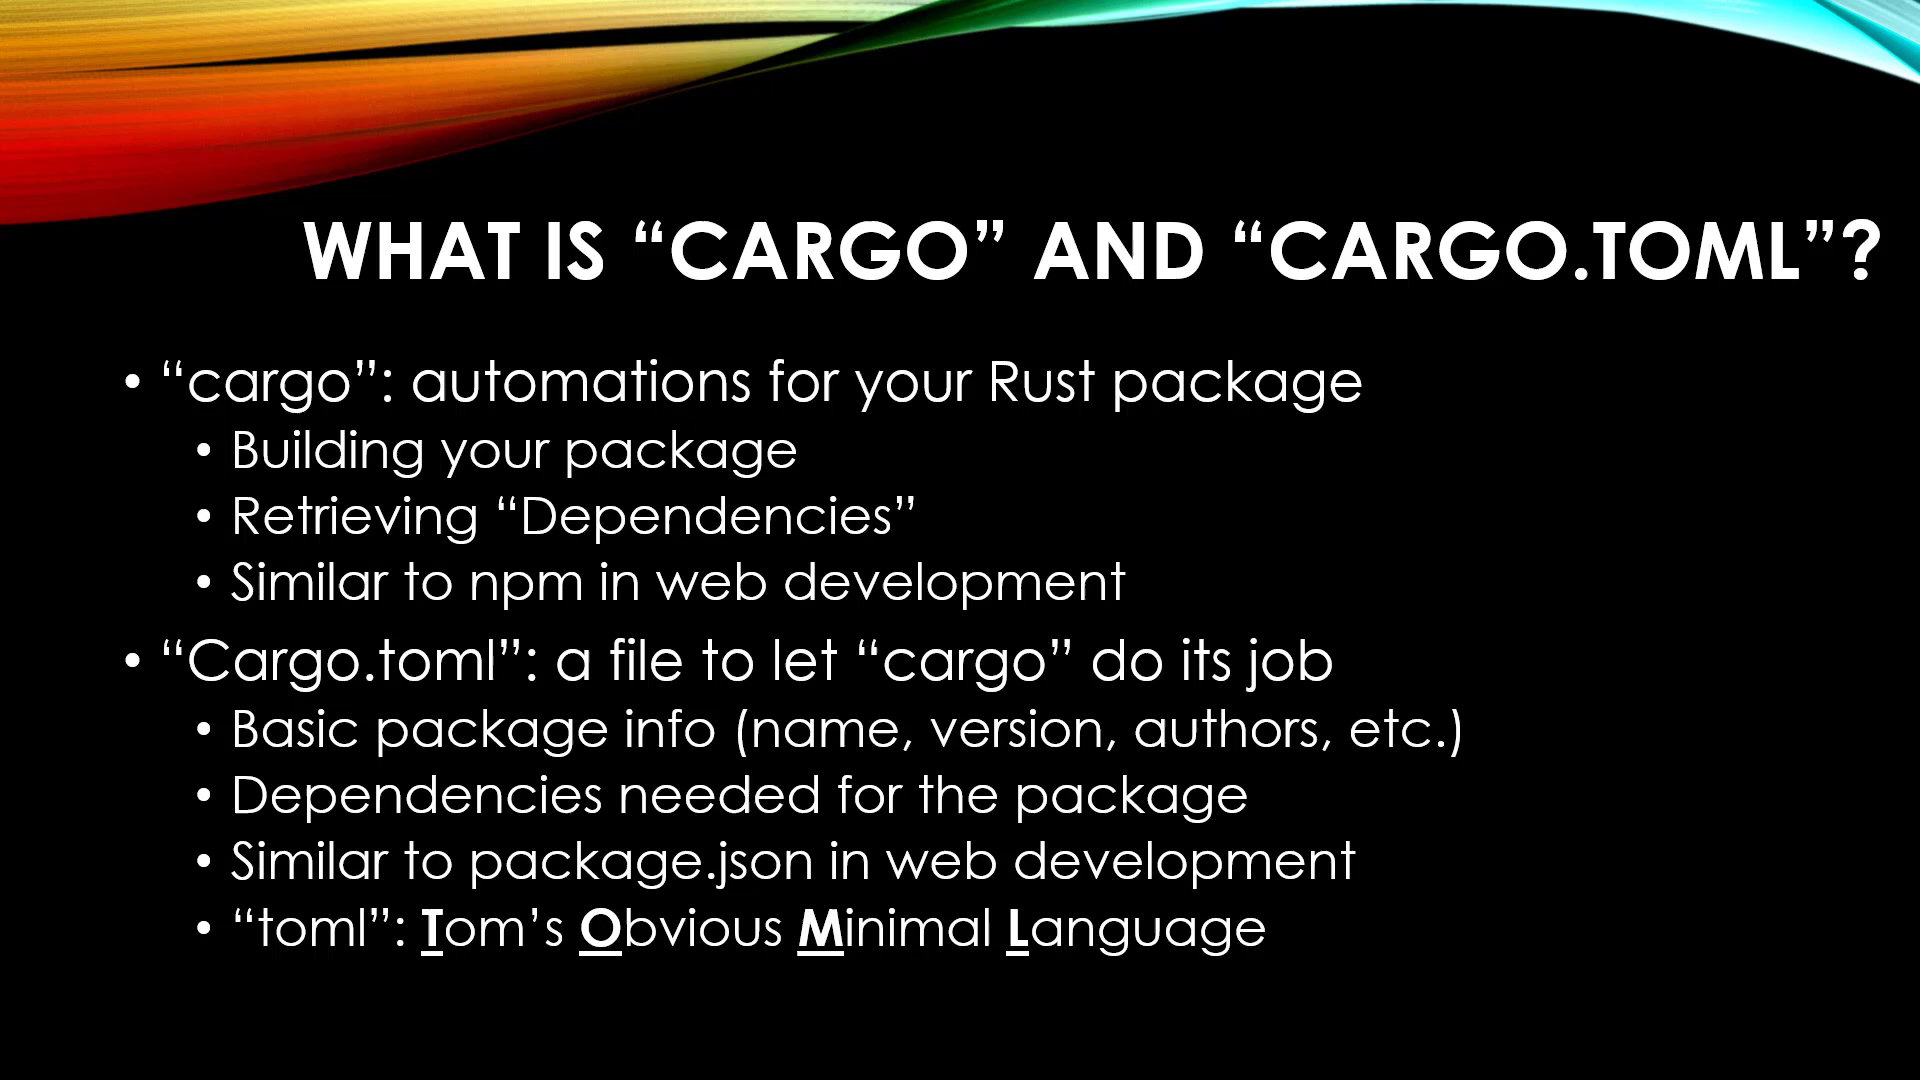 WHAT IS “CARGO” AND “CARGO.TOML”?
• “cargo”: automations for your Rust package
• Building your package
• Retrieving “Dependencies”
• Similar to npm in web development
• “Cargo.toml”: a file to let “cargo” do its job
• Basic package info (name, version, authors, etc.)
• Dependencies needed for the package
• Similar to package.json in web development
• “toml”: Tom’s Obvious Minimal Language